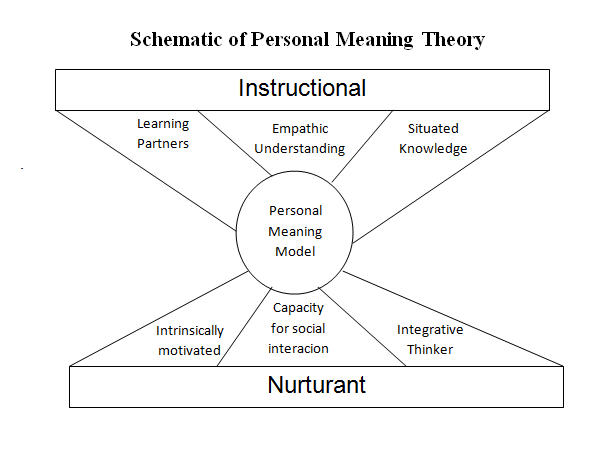 Schematic of Personal Meaning Theory
Instructional
Learning
Partners
Empathic
Understanding
Situated
Knowledge
Personal
Meaning
Model
Intrinsically
motivated
Capacity
for social
interacion
Integrative
Thinker
Nurturant